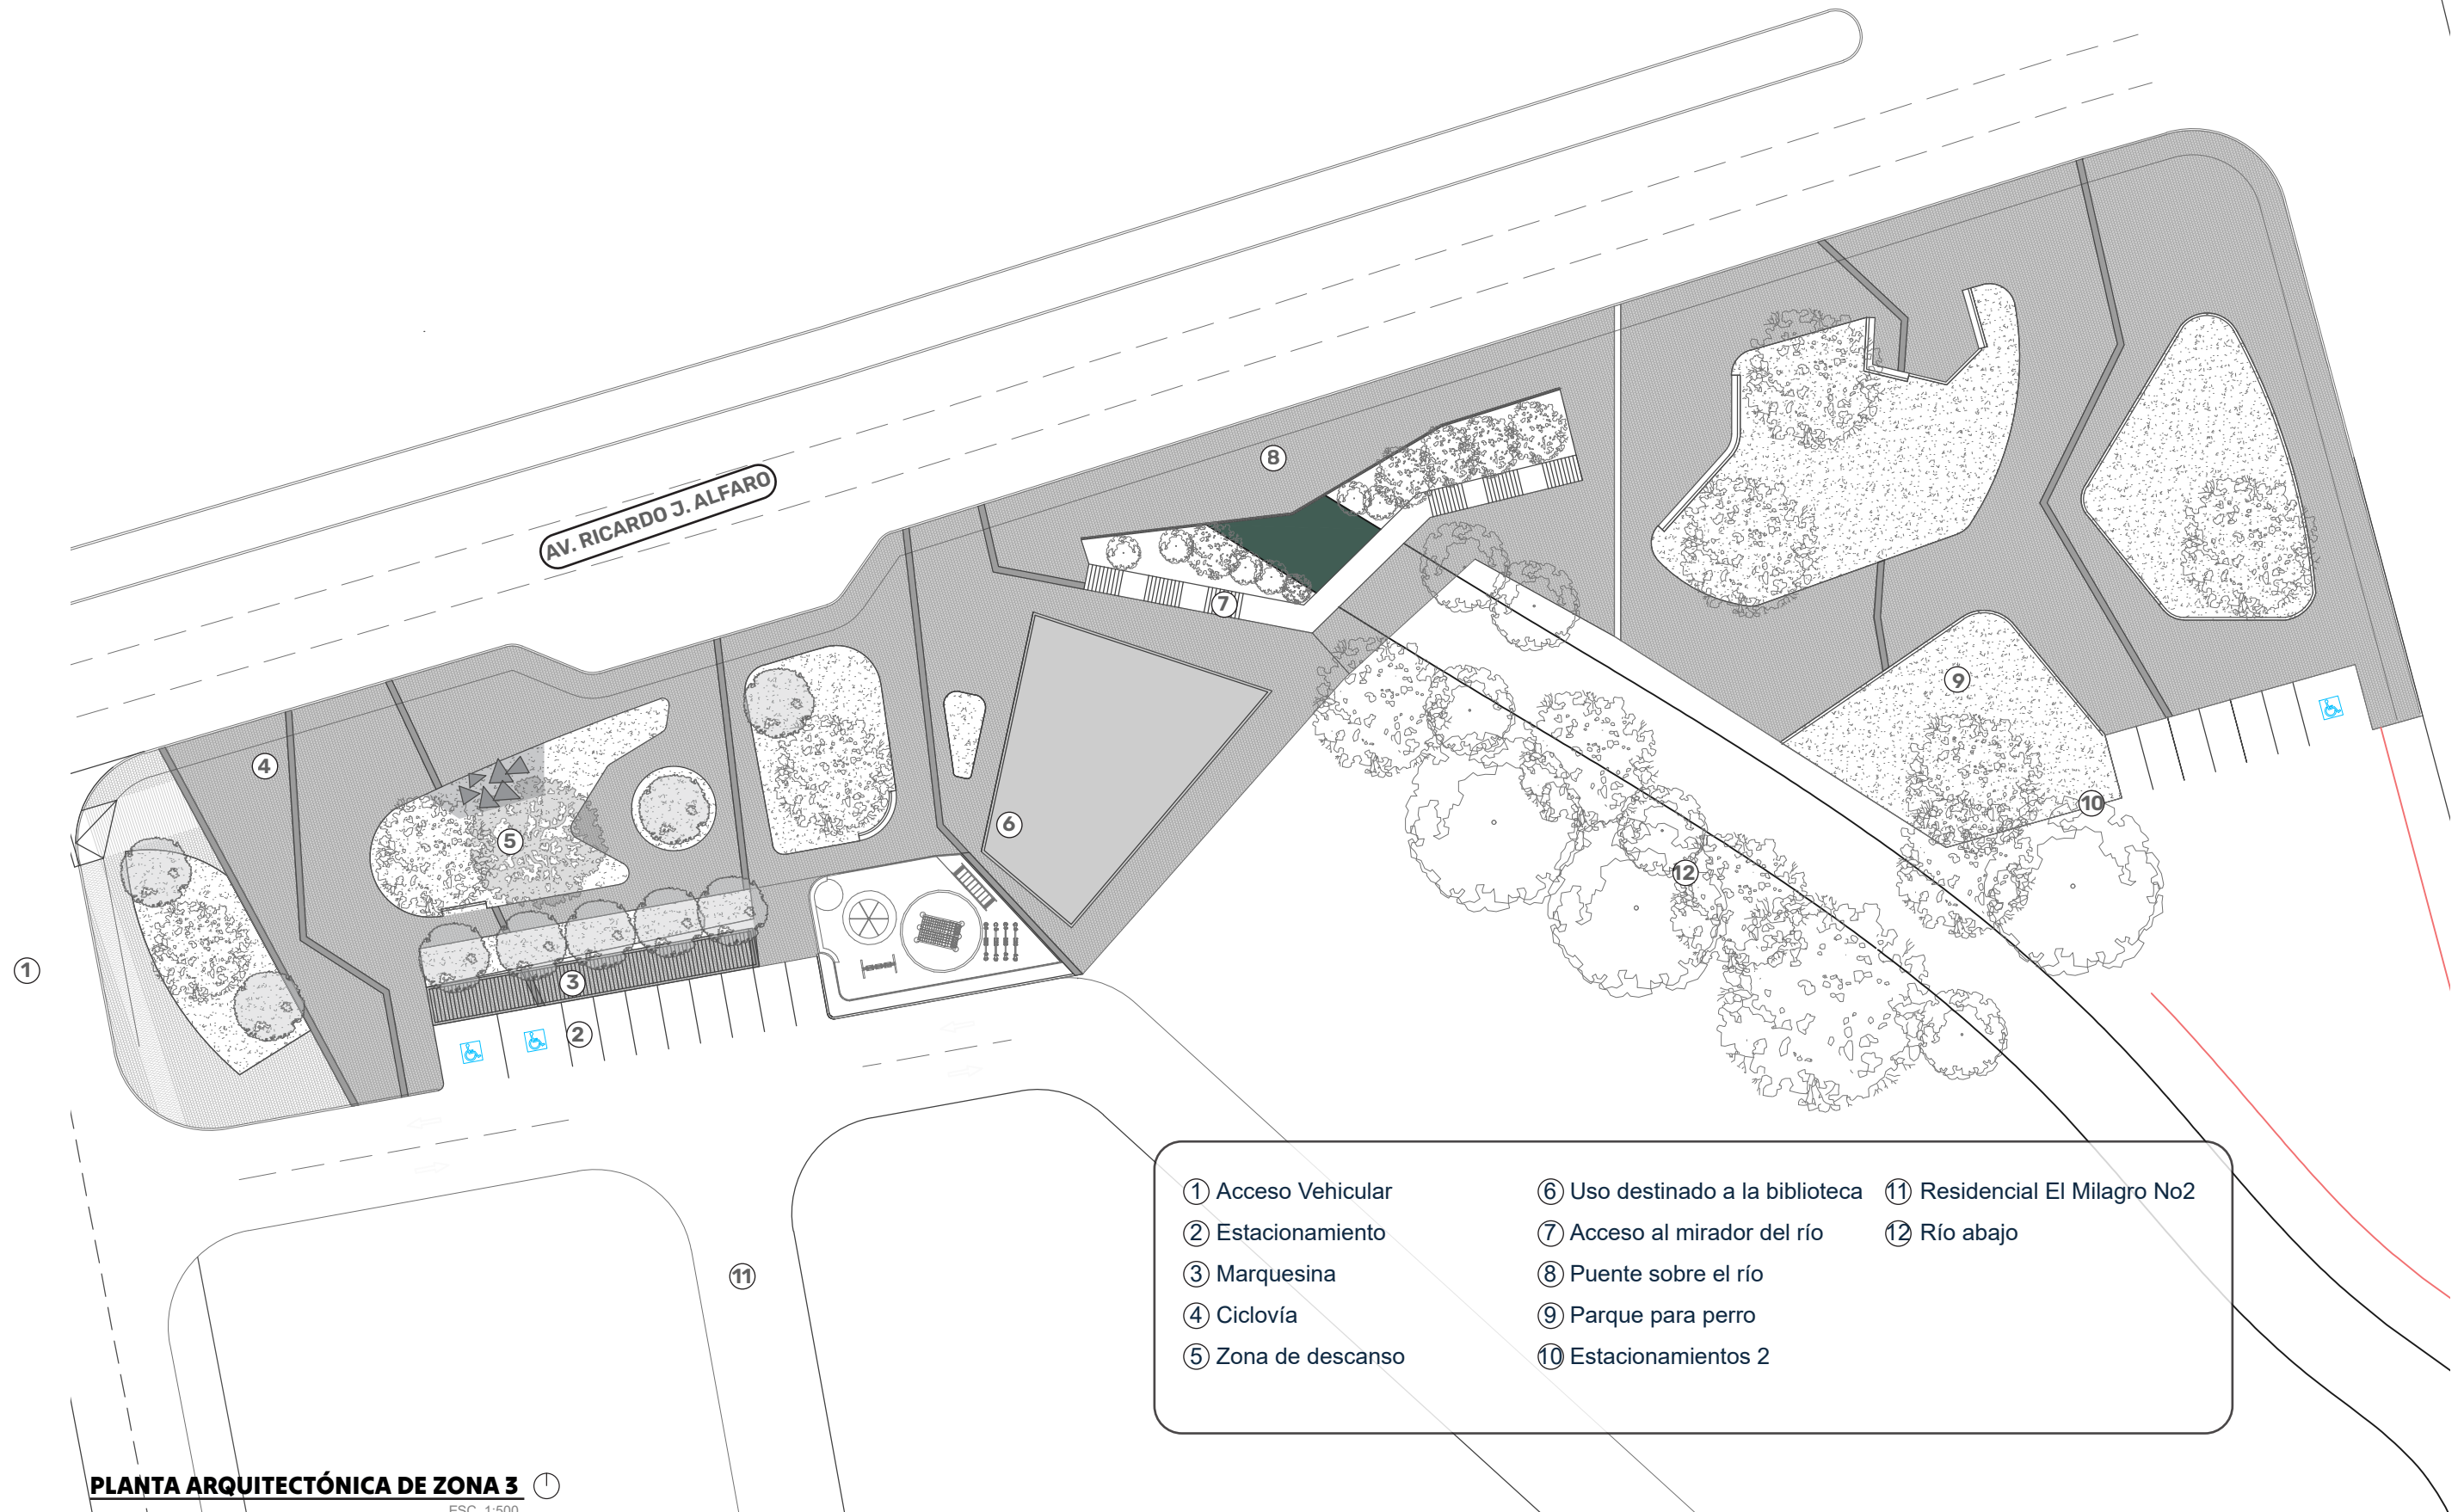 AV. RICARDO J. ALFARO
8
7
4
9
5
6
10
12
1
3
2
11
1 Acceso Vehicular
2 Estacionamiento
3 Marquesina
4 Ciclovía
5 Zona de descanso
6 Uso destinado a la biblioteca
7 Acceso al mirador del río
8 Puente sobre el río
9 Parque para perro
10 Estacionamientos 2
11 Residencial El Milagro No2
12 Río abajo
PLANTA ARQUITECTÓNICA DE ZONA 3
ESC. 1:500